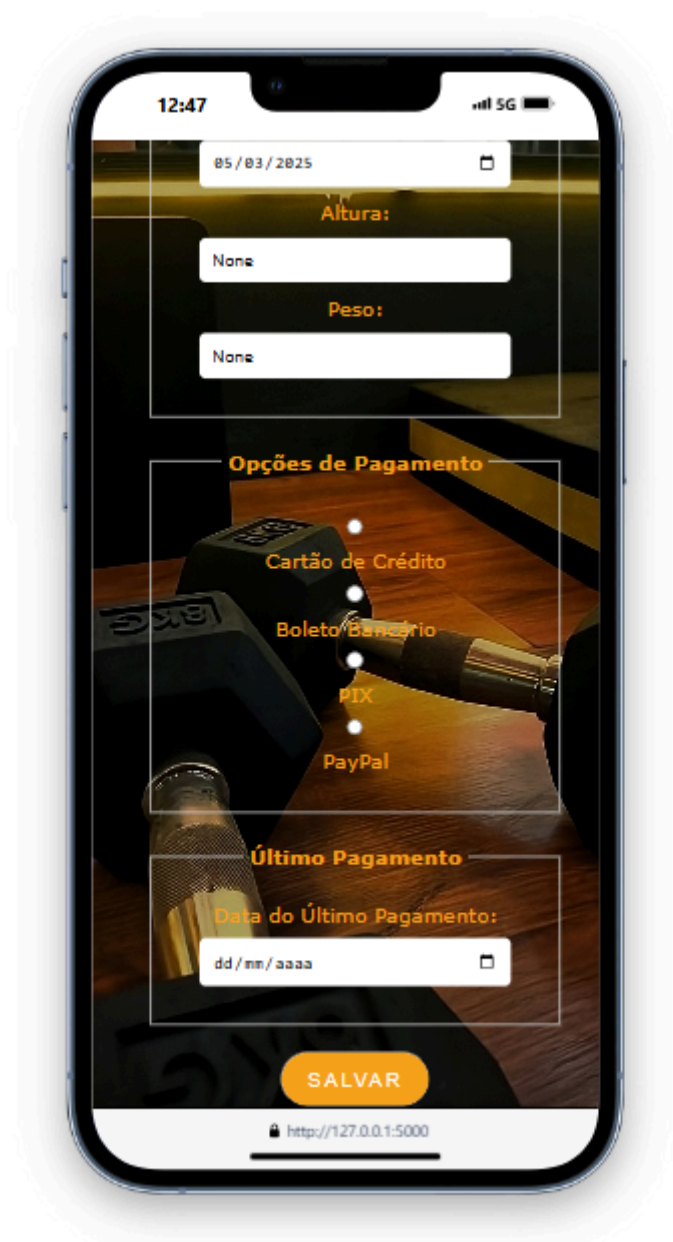 12:47
5G
05/03/2025
Altura:
None
Peso:
None
Opções de Pagamento
Cartão de Crédito
Boleto Bancário
PIX
PayPal
8KG
Último Pagamento
Data do Último Pagamento:
dd/mm/aaaa
SALVAR
http://127.0.0.1:5000